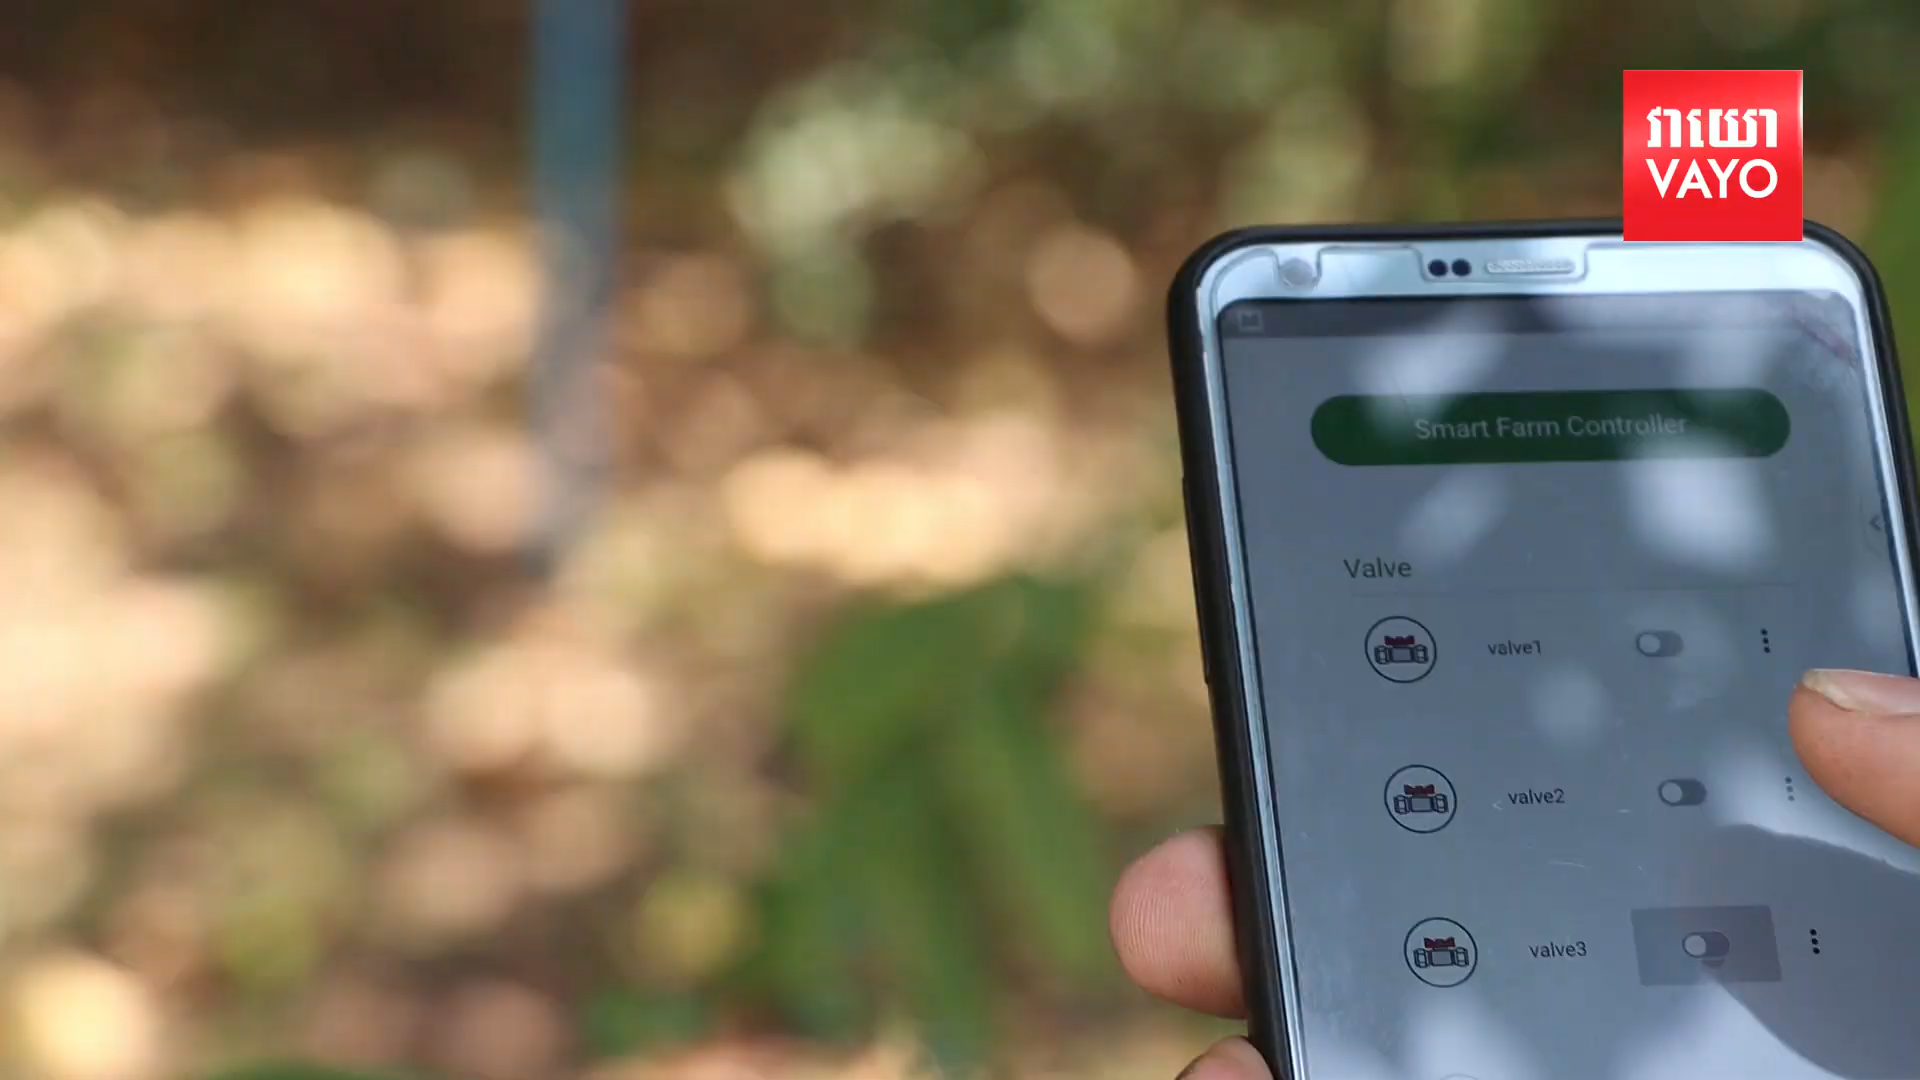 វាយោ
VAYO
Smart Farm Controller
Valve
valve1
valve2
valve3